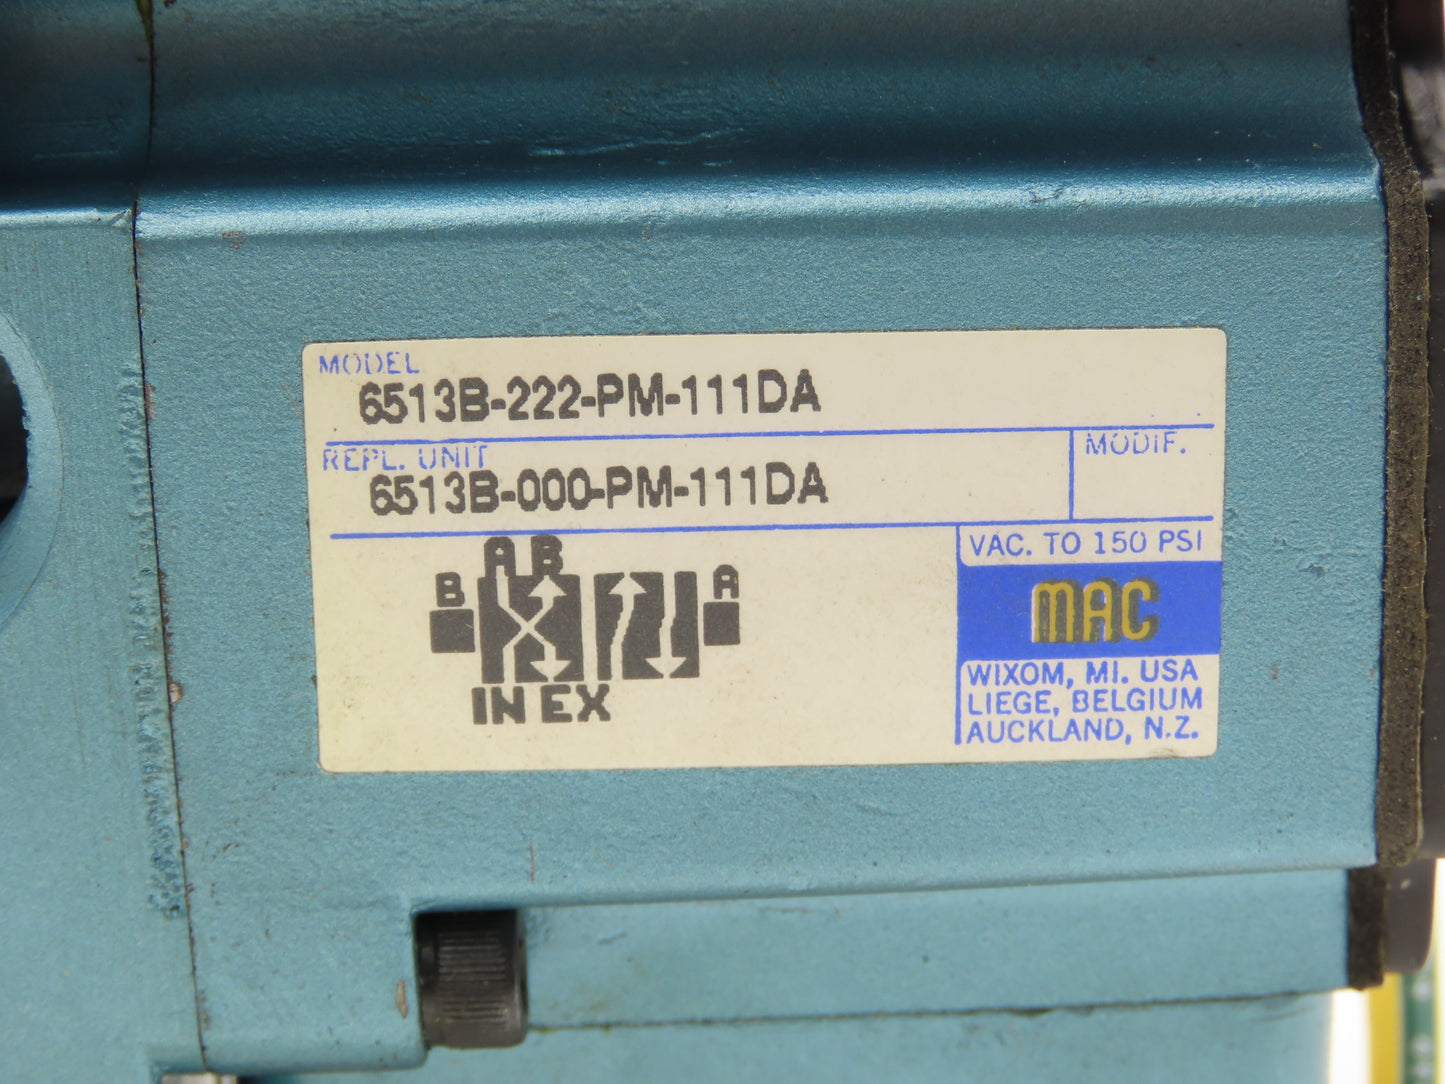 MODEL
6513B-222-PM-111DA
REPL. UNIT
6513B-000-PM-111DA
MODIF.
A B
B A
IN EX
VAC. TO 150 PSI
MAC
WIXOM, MI. USA
LIEGE, BELGIUM
AUCKLAND, N.Z.